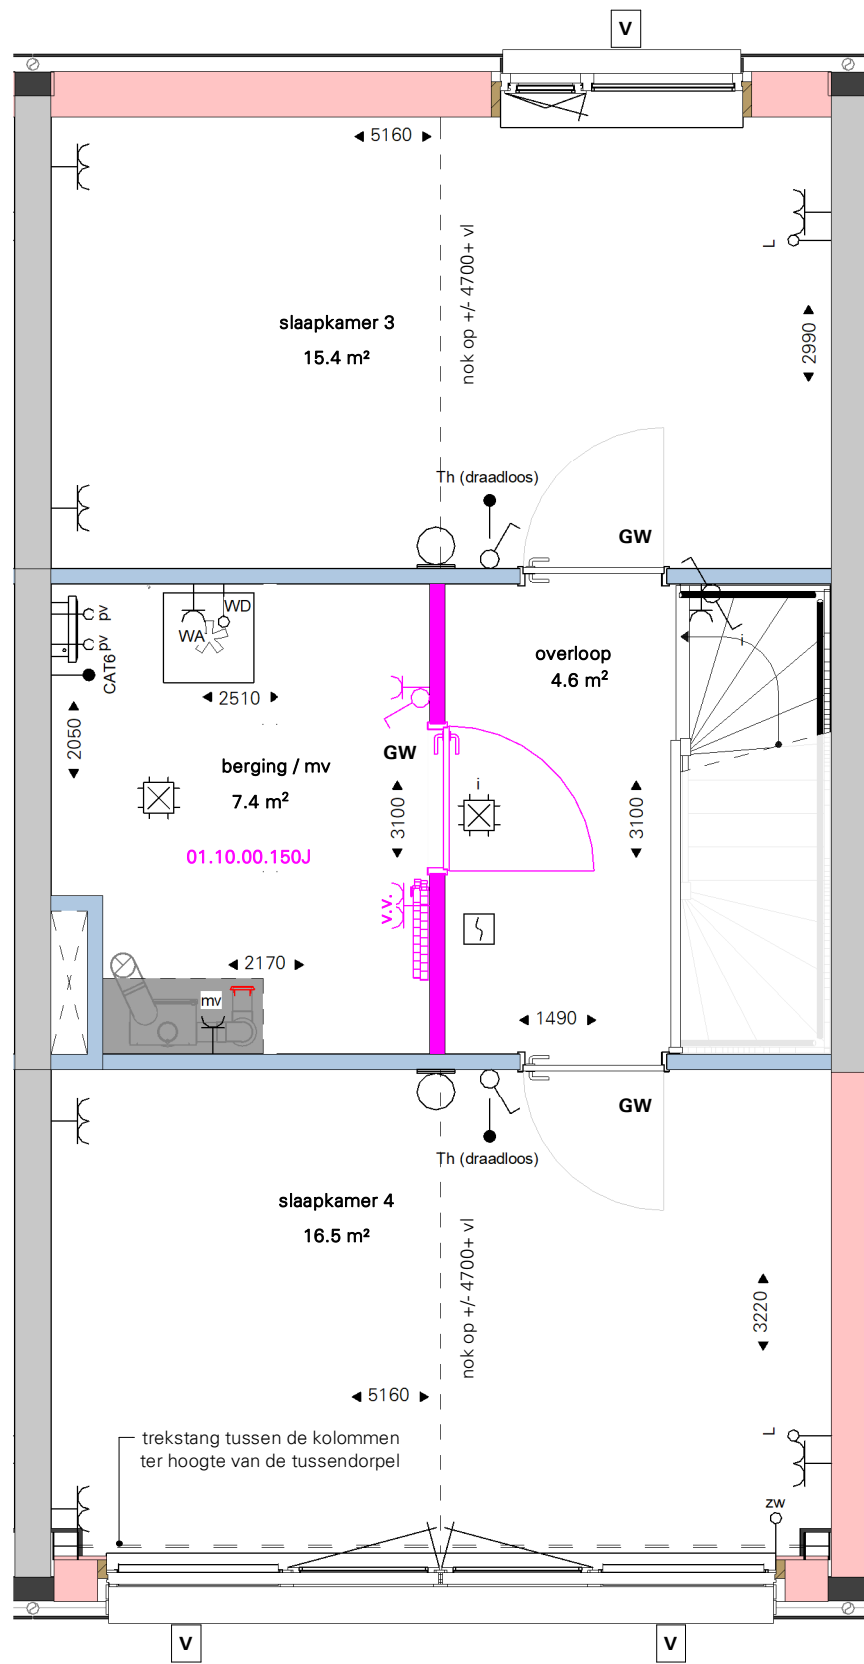 V
5160
nok op +/- 4700+ vl
L
slaapkamer 3
15.4 m²
2990
Th (draadloos)
GW
pv
pv
CAT6
WD
WA
overloop
4.6 m²
i
2510
2050
GW
berging / mv
7.4 m²
3100
i
3100
01.10.00.150J
v.v.
2170
mv
1490
GW
Th (draadloos)
slaapkamer 4
16.5 m²
nok op +/- 4700+ vl
3220
5160
trekstang tussen de kolommen
ter hoogte van de tussendorpel
L
zw
V
V